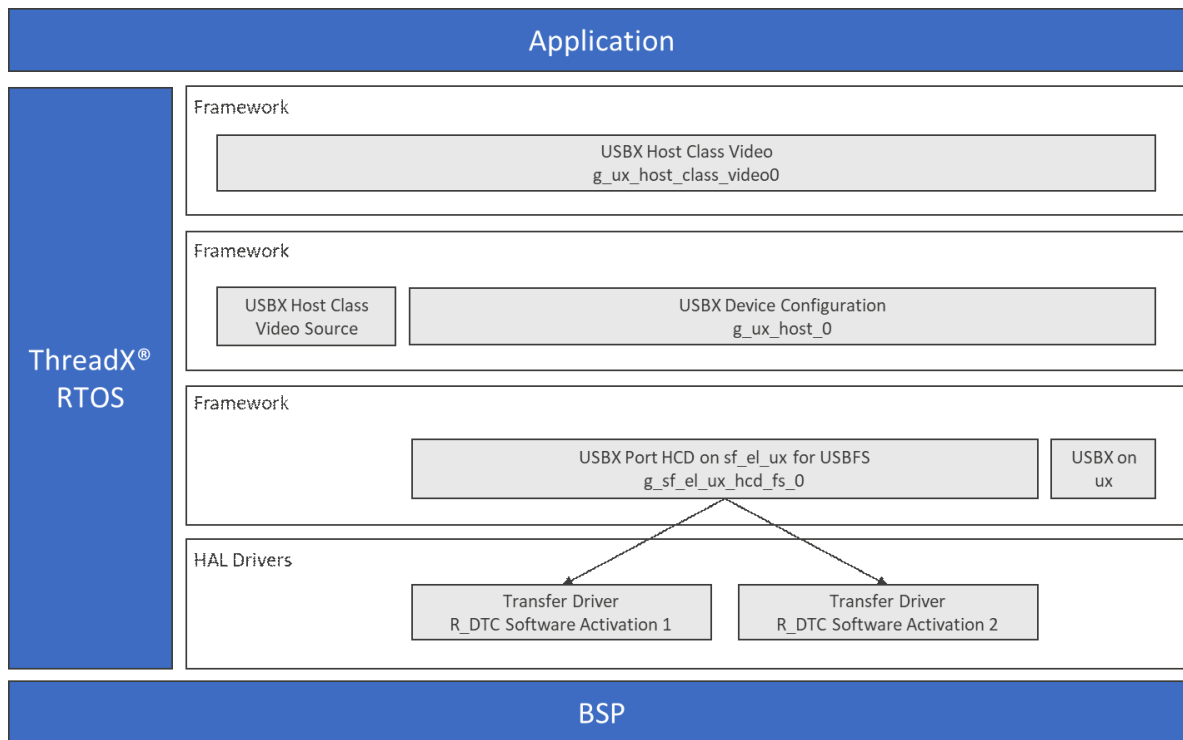 Application
ThreadX®
RTOS
Framework
USBX Host Class Video
g_ux_host_class_video0
Framework
USBX Host Class
Video Source
USBX Device Configuration
g_ux_host_0
Framework
USBX Port HCD on sf_el_ux for USBFS
g_sf_el_ux_hcd_fs_0
USBX on
ux
HAL Drivers
Transfer Driver
R_DTC Software Activation 1
Transfer Driver
R_DTC Software Activation 2
BSP